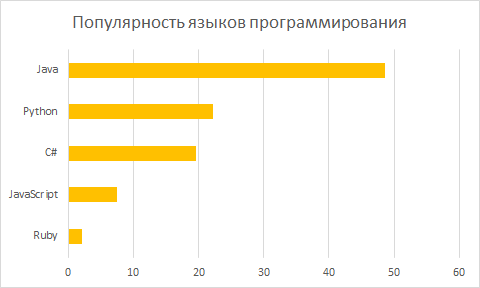 Популярность языков программирования
Java
Python
C#
JavaScript
Ruby
0 10 20 30 40 50 60